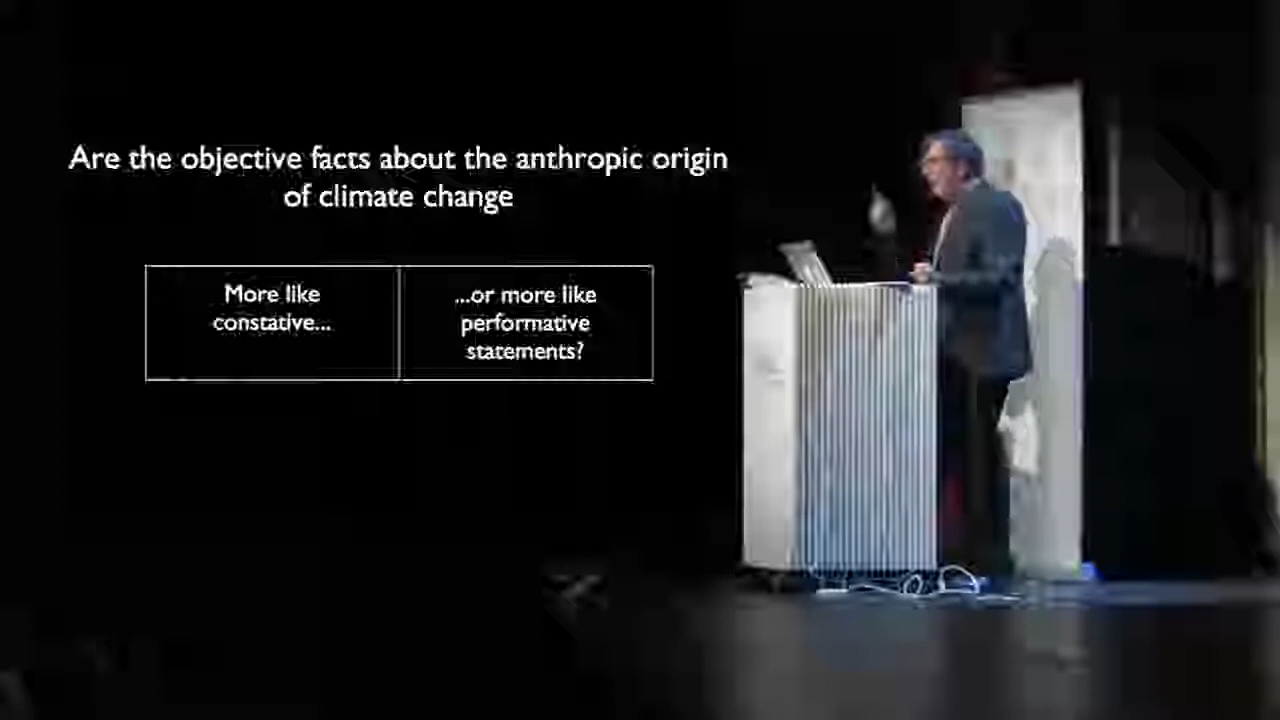 Are the objective facts about the anthropic origin
of climate change
More like
constative...
...or more like
performative
statements?